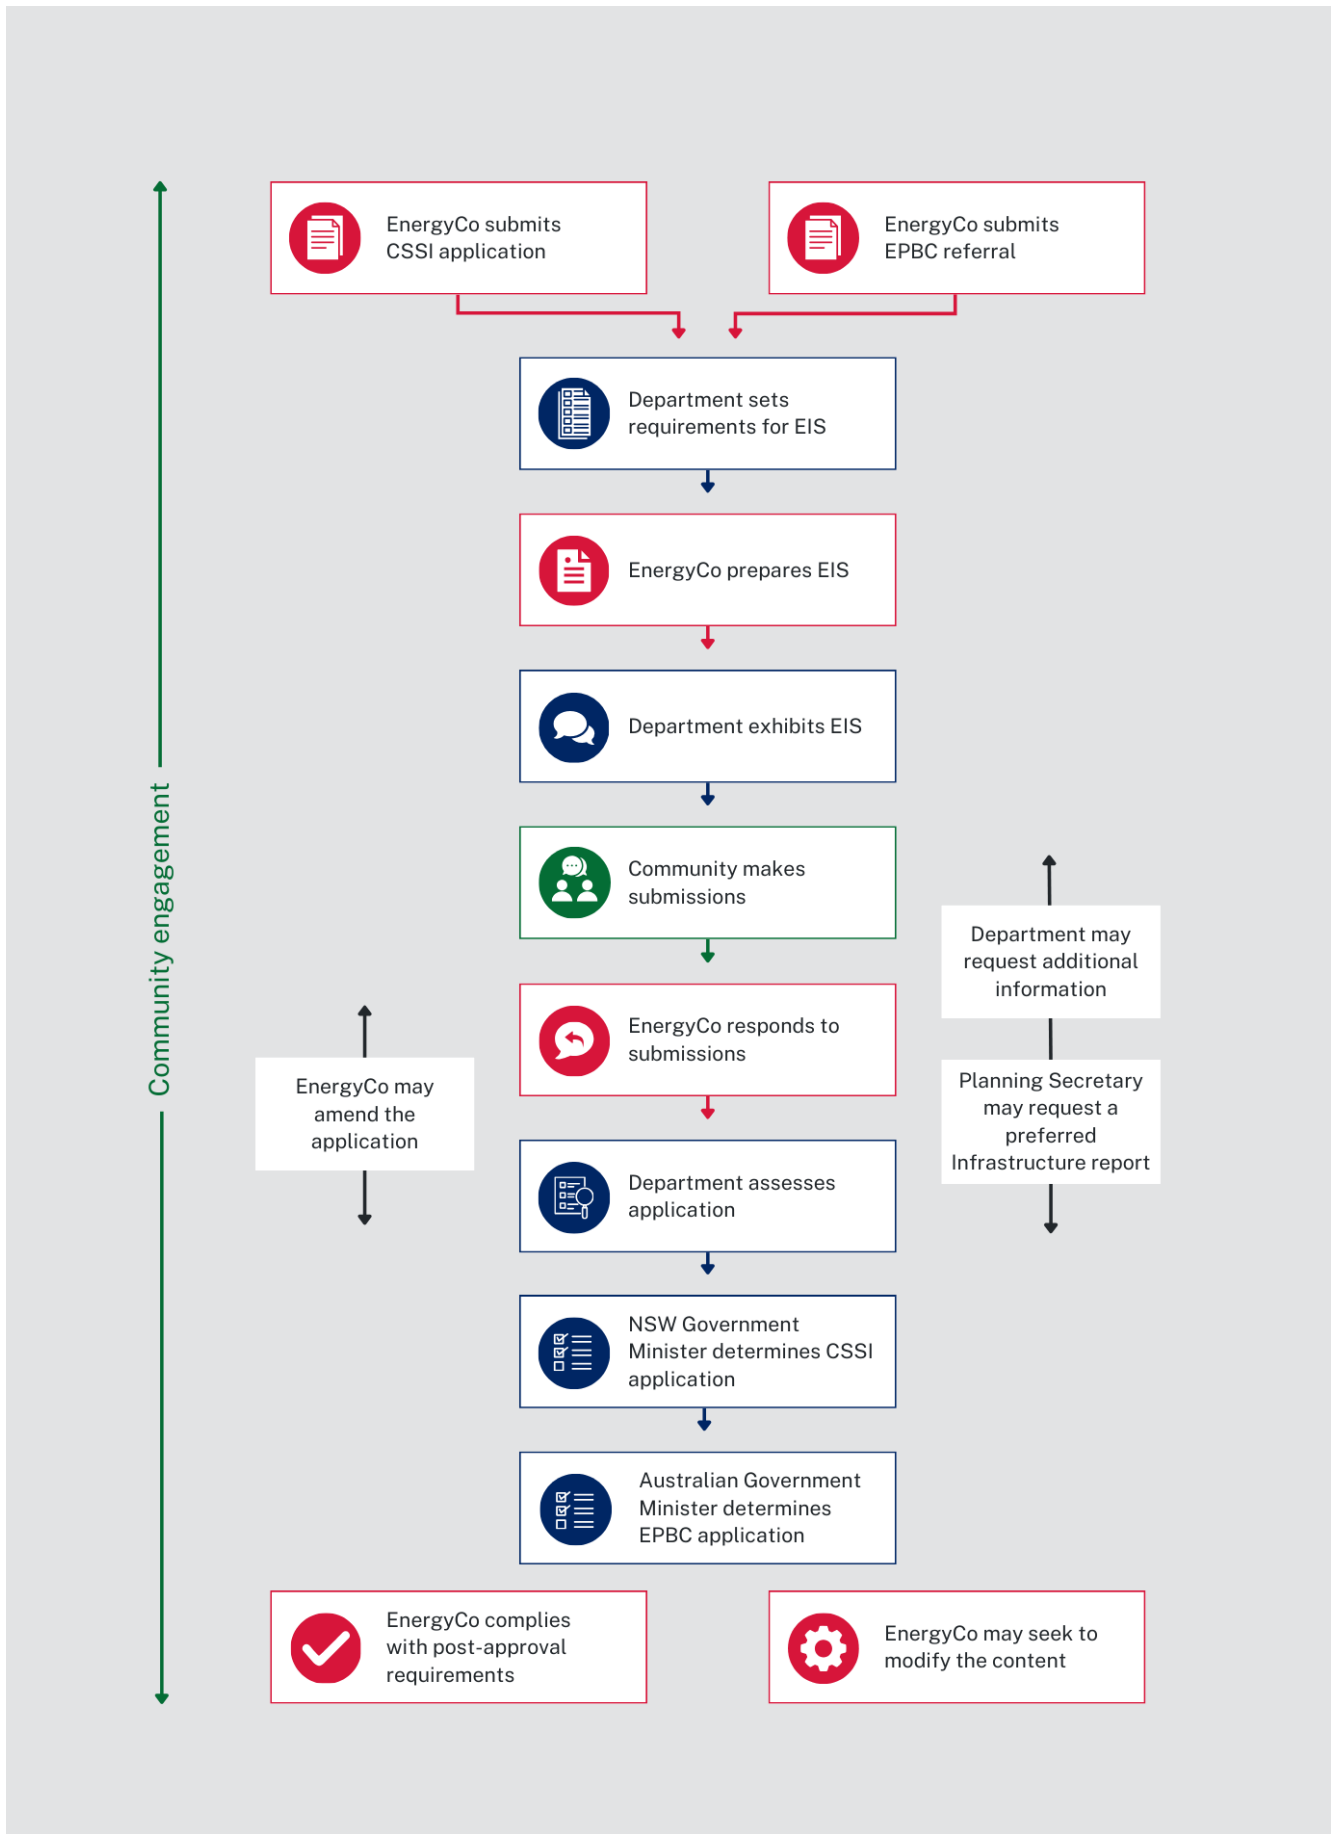 EnergyCo submits
CSSI application
EnergyCo submits
EPBC referral
Department sets
requirements for EIS
EnergyCo prepares EIS
Department exhibits EIS
Community engagement
Community makes
submissions
Department may
request additional
information
EnergyCo responds to
submissions
EnergyCo may
amend the
application
Planning Secretary
may request a
preferred
Infrastructure report
Department assesses
application
NSW Government
Minister determines CSSI
application
Australian Government
Minister determines
EPBC application
EnergyCo complies
with post-approval
requirements
EnergyCo may seek to
modify the content